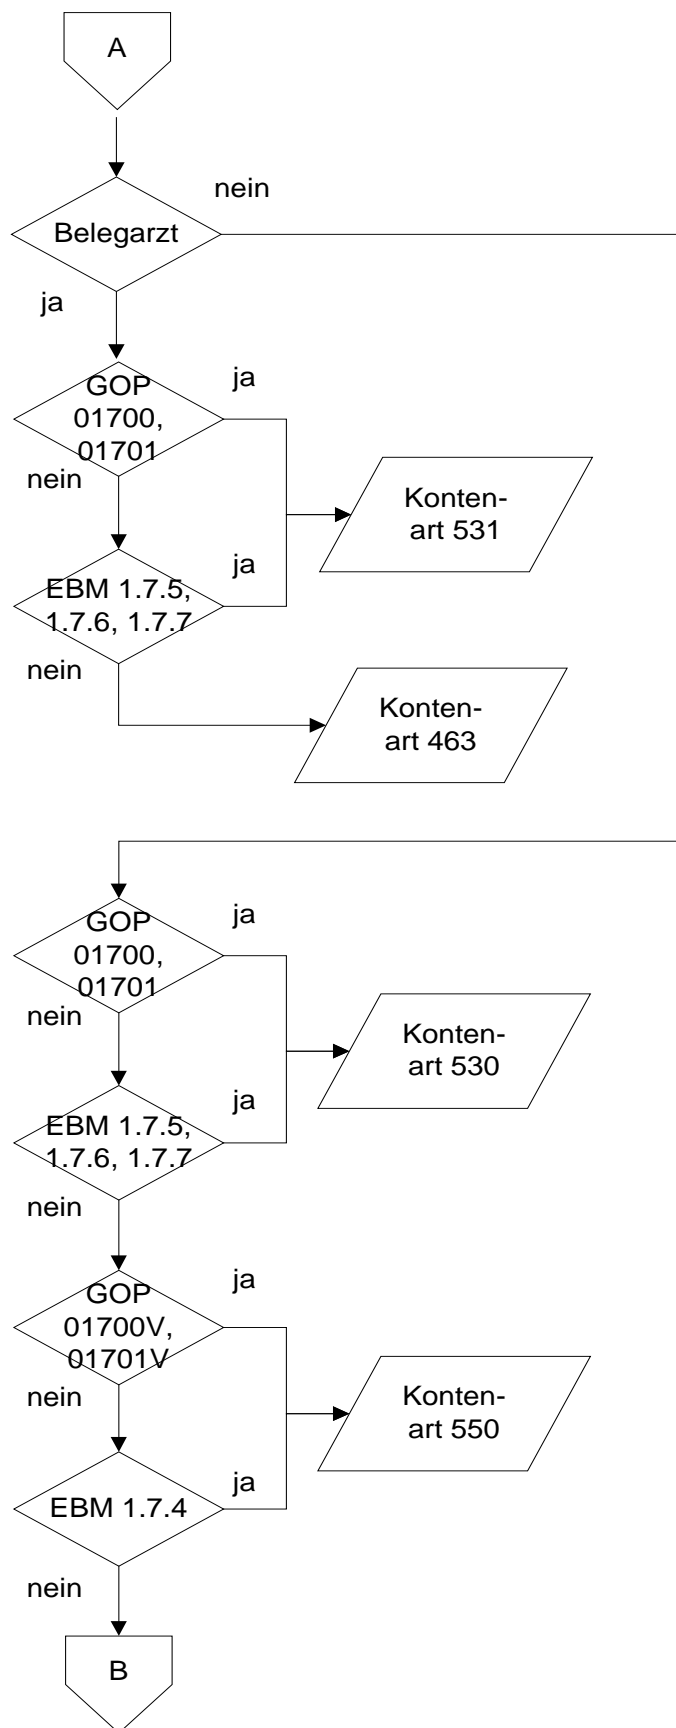 A
nein
Belegarzt
ja
GOP
01700,
01701
ja
nein
Konten-
art 531
EBM 1.7.5,
1.7.6, 1.7.7
ja
nein
Konten-
art 463
GOP
01700,
01701
ja
nein
Konten-
art 530
EBM 1.7.5,
1.7.6, 1.7.7
ja
nein
GOP
01700V,
01701V
ja
nein
Konten-
art 550
EBM 1.7.4
ja
nein
B